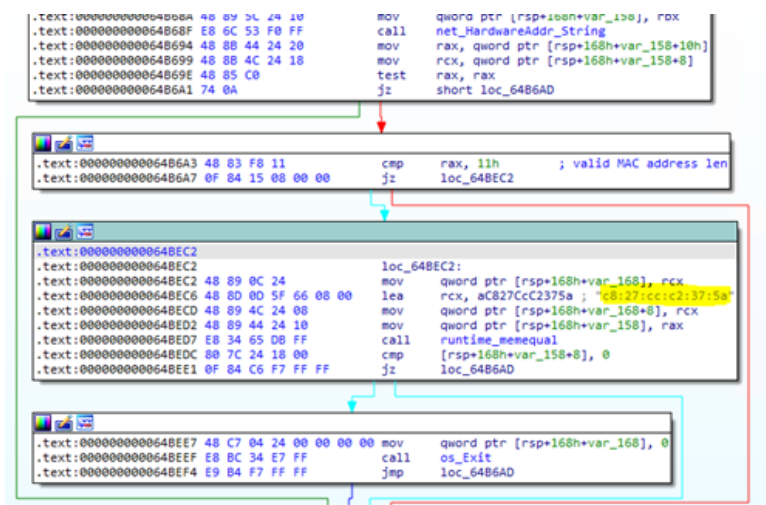 .text:000000000064B68A 48 89 5C 24 10 mov qword ptr [rsp+168h+var_158], rbx
.text:000000000064B68F E8 6C 53 F0 FF call net_HardwareAddr_String
.text:000000000064B694 48 8B 44 24 20 mov rax, qword ptr [rsp+168h+var_158+10h]
.text:000000000064B699 48 8B 4C 24 18 mov rcx, qword ptr [rsp+168h+var_158+8]
.text:000000000064B69E 48 85 C0 test rax, rax
.text:000000000064B6A1 74 0A jz short loc_64B6AD
.text:000000000064B6A3 48 83 F8 11 cmp rax, 11h ; valid MAC address len
.text:000000000064B6A7 0F 84 15 08 00 00 jz loc_64BEC2
.text:000000000064BEC2
.text:000000000064BEC2 loc_64BEC2:
.text:000000000064BEC2 48 89 0C 24 mov qword ptr [rsp+168h+var_168], rcx
.text:000000000064BEC6 48 8D 0D 5F 66 08 00 lea rcx, aC827CcC2375a ; "c8:27:cc:c2:37:5a"
.text:000000000064BECD 48 89 4C 24 08 mov qword ptr [rsp+168h+var_168+8], rcx
.text:000000000064BED2 48 89 44 24 10 mov qword ptr [rsp+168h+var_158], rax
.text:000000000064BED7 E8 34 65 DB FF call runtime_memequal
.text:000000000064BEDC 80 7C 24 18 00 cmp [rsp+168h+var_158+8], 0
.text:000000000064BEE1 0F 84 C6 F7 FF FF jz loc_64B6AD
.text:000000000064BEE7 48 C7 04 24 00 00 00 00 mov qword ptr [rsp+168h+var_168], 0
.text:000000000064BEEF E8 BC 34 E7 FF call os_Exit
.text:000000000064BEF4 E9 B4 F7 FF FF jmp loc_64B6AD